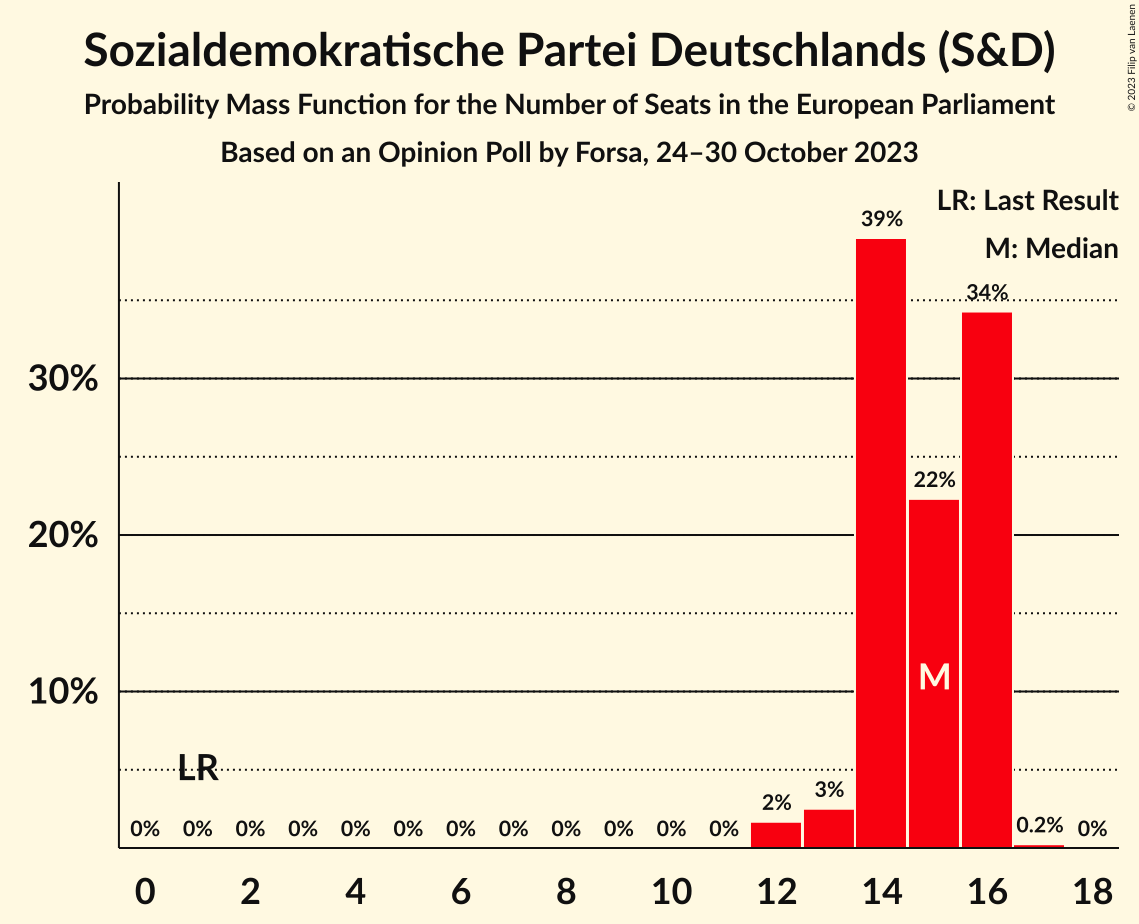 Sozialdemokratische Partei Deutschlands (S&D)
Probability Mass Function for the Number of Seats in the European Parliament
Based on an Opinion Poll by Forsa, 24–30 October 2023
© 2023 Filip van Laenen
LR: Last Result
M: Median
39%
34%
30%
22%
20%
M
10%
LR
0% 0% 0% 0% 0% 0% 0% 0% 0% 0% 0% 0% 2% 3% 0.2% 0%
0 2 4 6 8 10 12 14 16 18